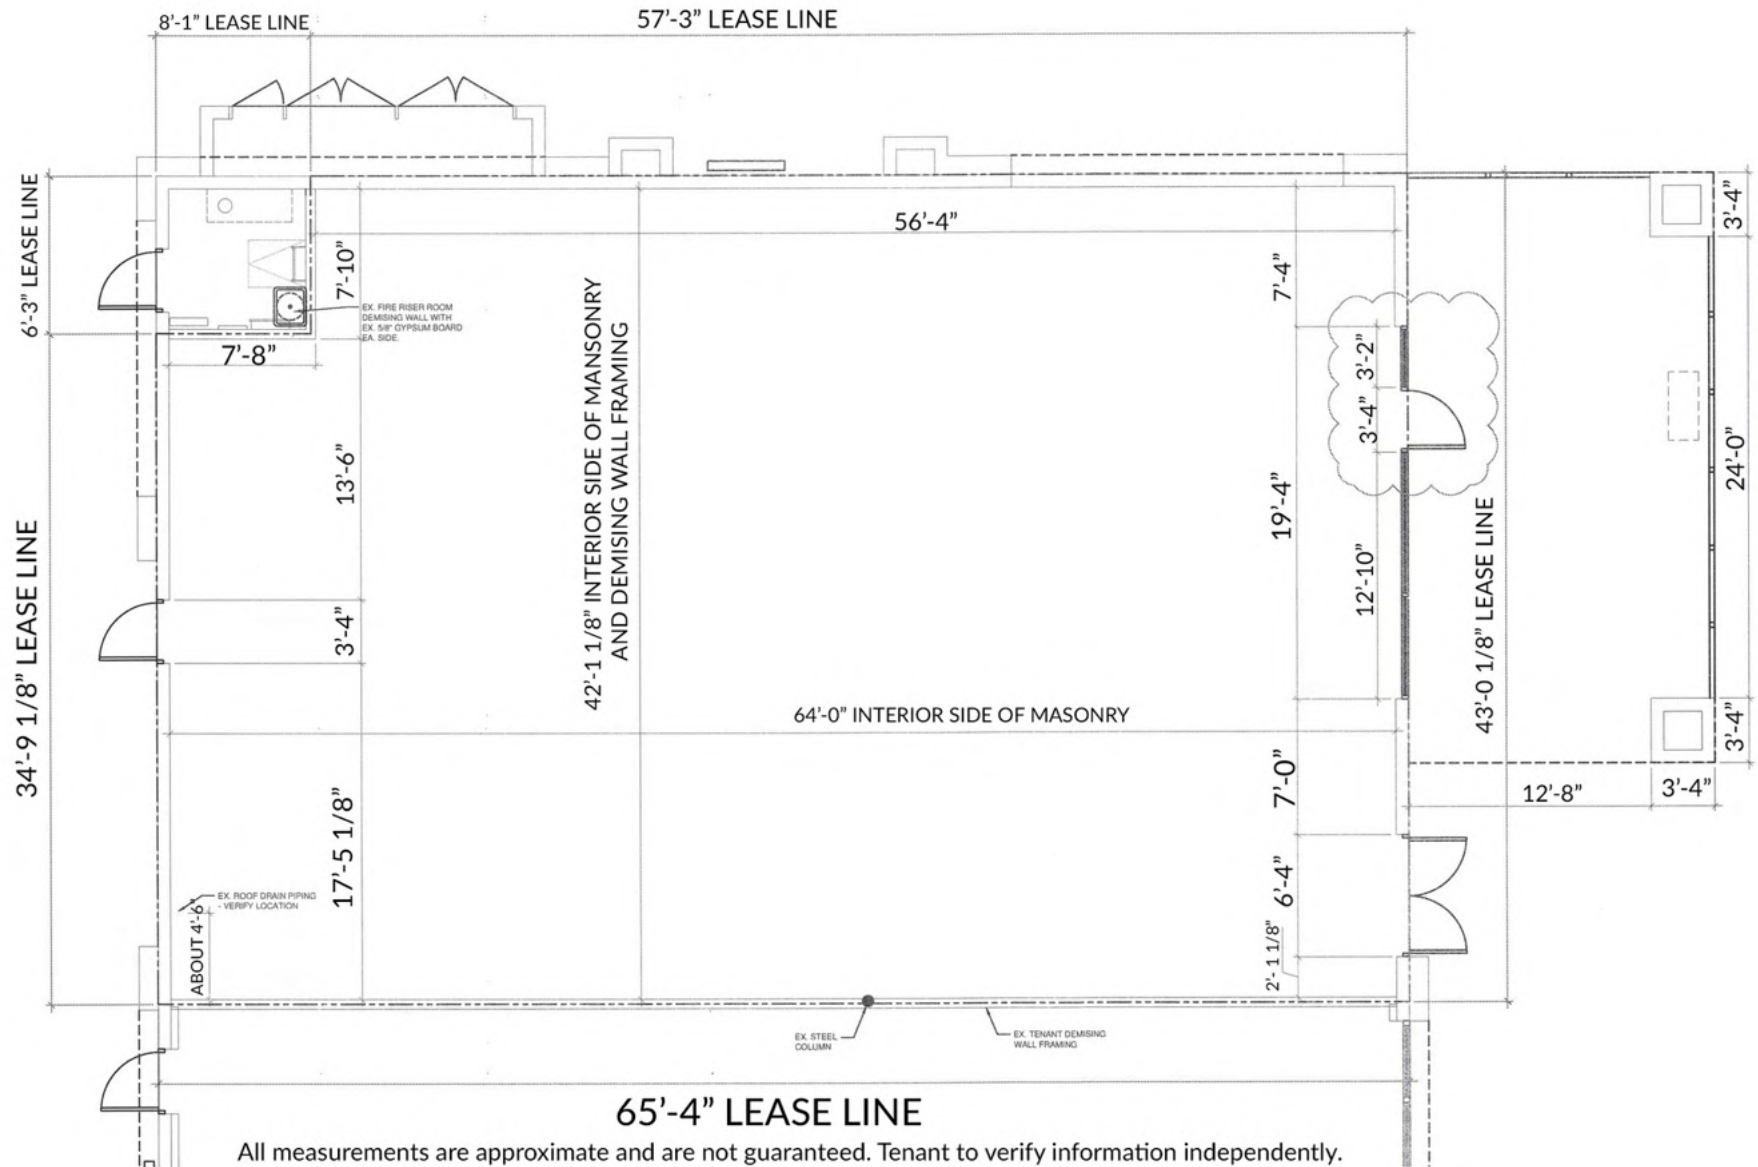 8'-1" LEASE LINE
57'-3" LEASE LINE
6'-3" LEASE LINE
56'-4"
3'-4"
7'-10"
7'-4"
EX. FIRE RISER ROOM
DEMISING WALL WITH
EX. 5/8" GYPSUM BOARD
EA. SIDE.
7'-8"
42'-1 1/8" INTERIOR SIDE OF MANSONRY
AND DEMISING WALL FRAMING
3'-2"
3'-4"
13'-6"
19'-4"
24'-0"
34'-9 1/8" LEASE LINE
12'-10"
43'-0 1/8" LEASE LINE
3'-4"
64'-0" INTERIOR SIDE OF MASONRY
3'-4"
7'-0"
12'-8"
3'-4"
17'-5 1/8"
6'-4"
EX. ROOF DRAIN PIPING
- VERIFY LOCATION
ABOUT 4'-6"
2'- 1 1/8"
EX. STEEL
COLUMN
EX. TENANT DEMISING
WALL FRAMING
65'-4" LEASE LINE
All measurements are approximate and are not guaranteed. Tenant to verify information independently.